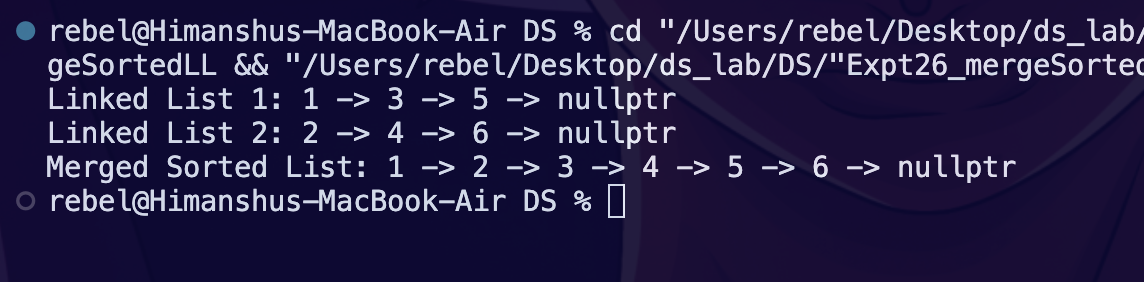 rebel@Himanshus-MacBook-Air DS % cd "/Users/rebel/Desktop/ds_lab/
geSortedLL && "/Users/rebel/Desktop/ds_lab/DS/"Expt26_mergeSorted
Linked List 1: 1 -> 3 -> 5 -> nullptr
Linked List 2: 2 -> 4 -> 6 -> nullptr
Merged Sorted List: 1 -> 2 -> 3 -> 4 -> 5 -> 6 -> nullptr
rebel@Himanshus-MacBook-Air DS %